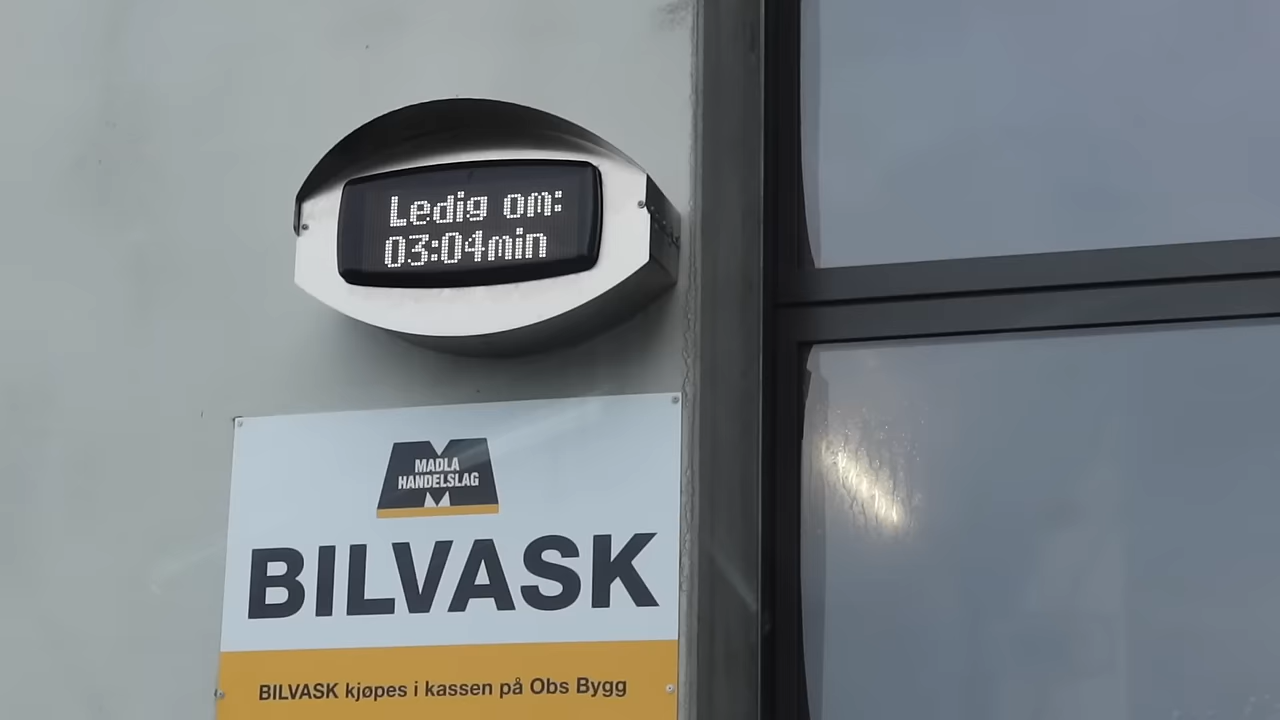 Ledig om:
03:04min
MADLA
HANDELSLAG
BILVASK
BILVASK kjøpes i kassen på Obs Bygg